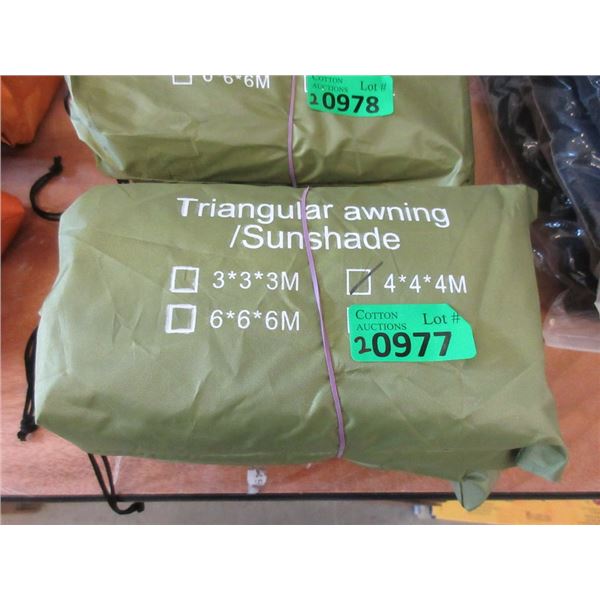 6*6*6M
COTTON
AUCTIONS
Lot #
20978
Triangular awning
/Sunshade
3*3*3M
4*4*4M
6*6*6M
COTTON
AUCTIONS
Lot #
20977